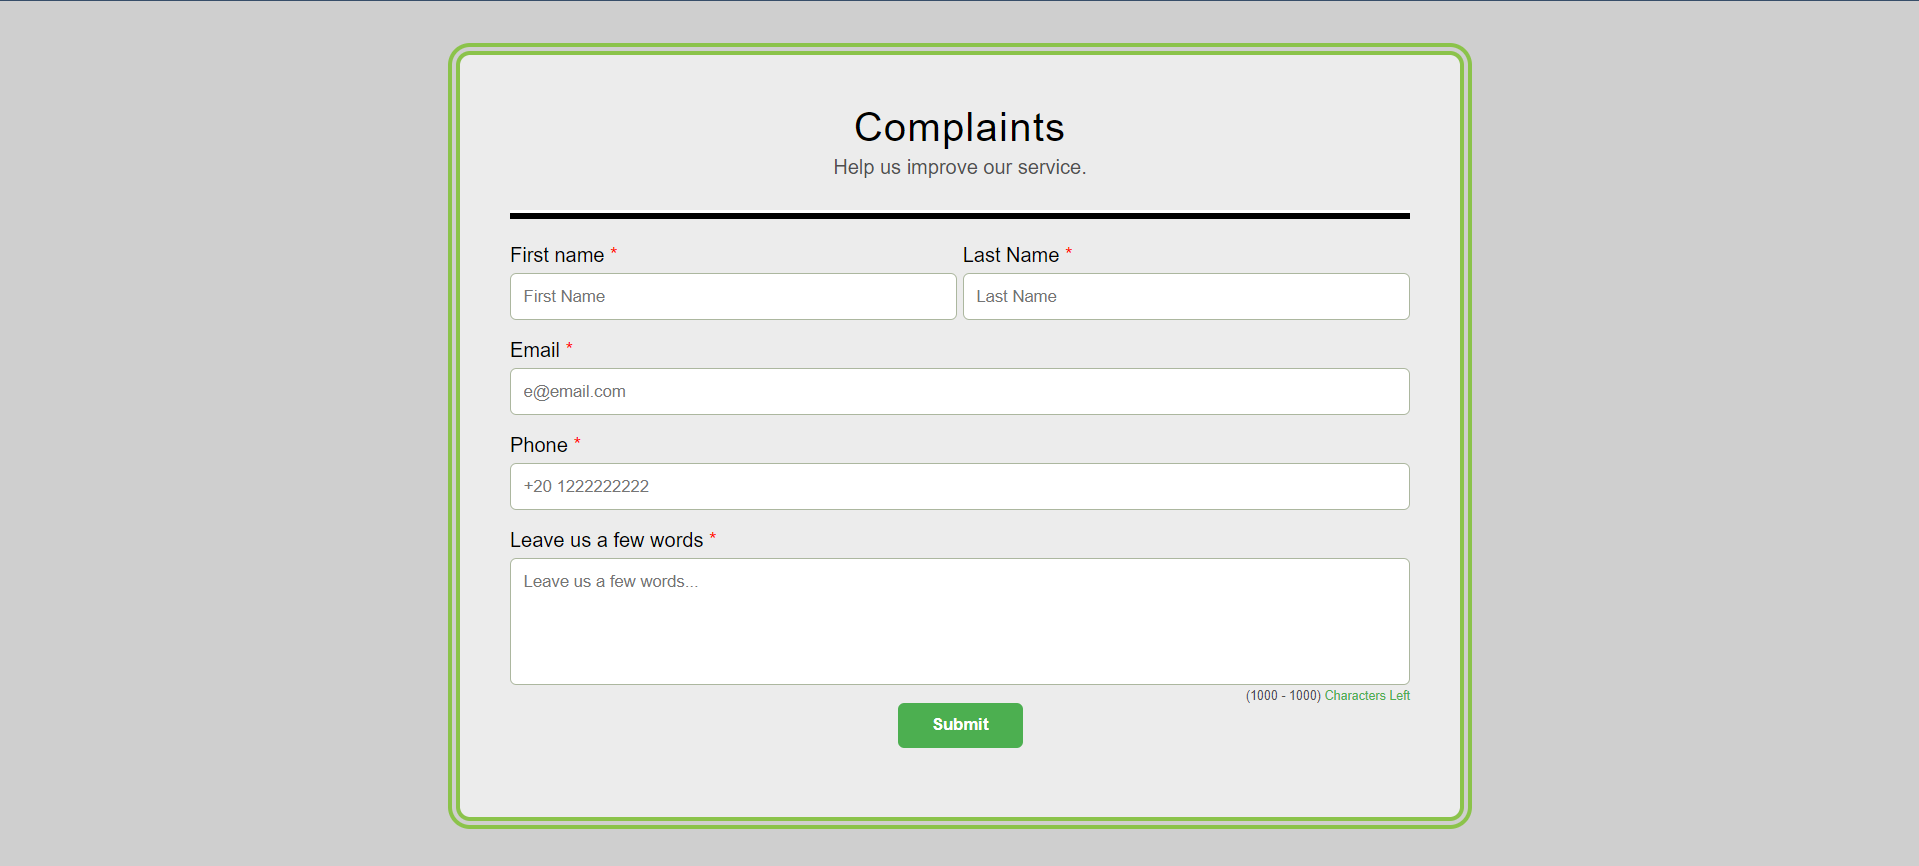 Complaints
Help us improve our service.
First name * Last Name *
First Name Last Name
Email *
e@email.com
Phone *
+20 1222222222
Leave us a few words *
Leave us a few words...
(1000 - 1000) Characters Left
Submit